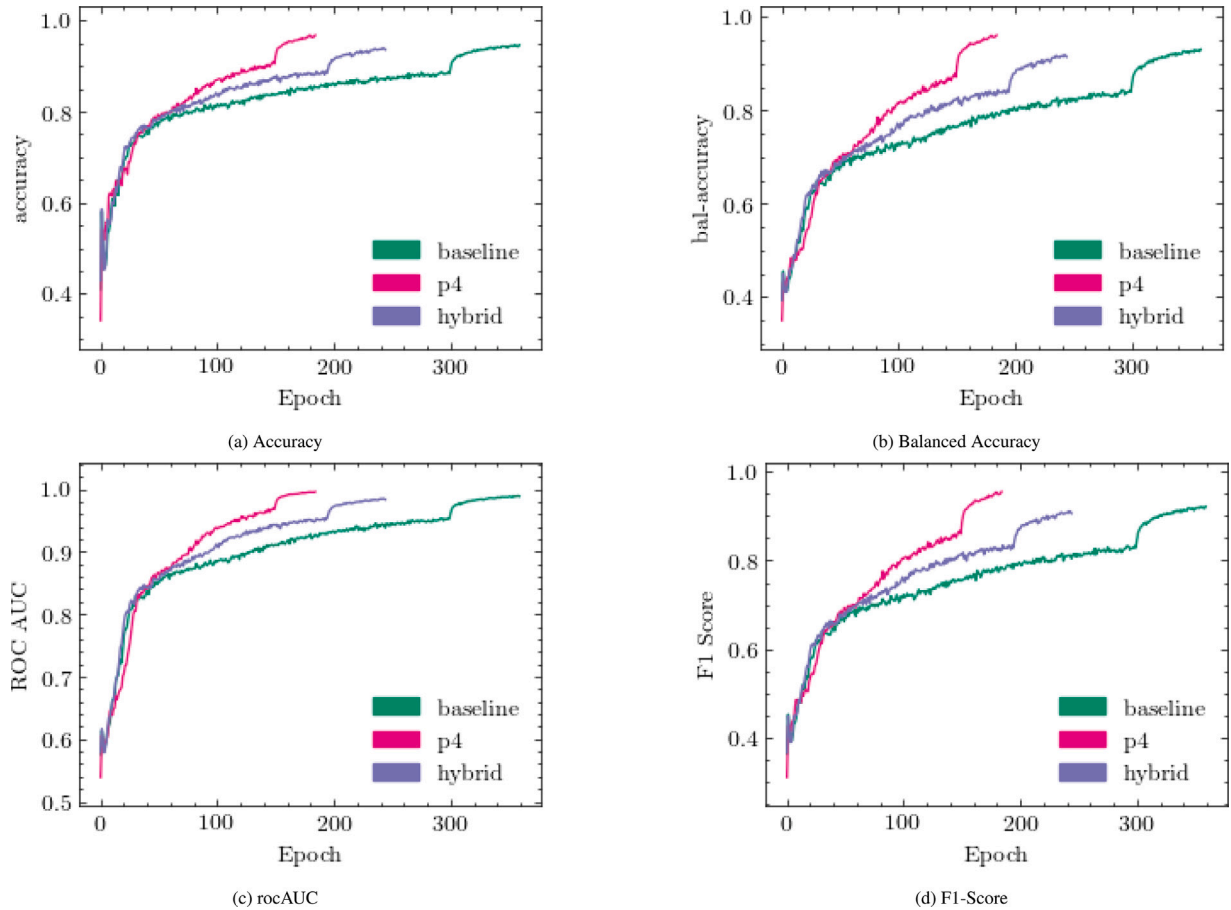 1.0
0.8
0.6
0.4
accuracy
baseline
p4
hybrid
0
100
200
300
Epoch
(a) Accuracy
1.0
0.8
0.6
0.4
bal-accuracy
baseline
p4
hybrid
0
100
200
300
Epoch
(b) Balanced Accuracy
1.0
0.9
0.8
0.7
0.6
0.5
ROC AUC
baseline
p4
hybrid
0
100
200
300
Epoch
(c) rocAUC
1.0
0.8
0.6
0.4
F1 Score
baseline
p4
hybrid
0
100
200
300
Epoch
(d) F1-Score